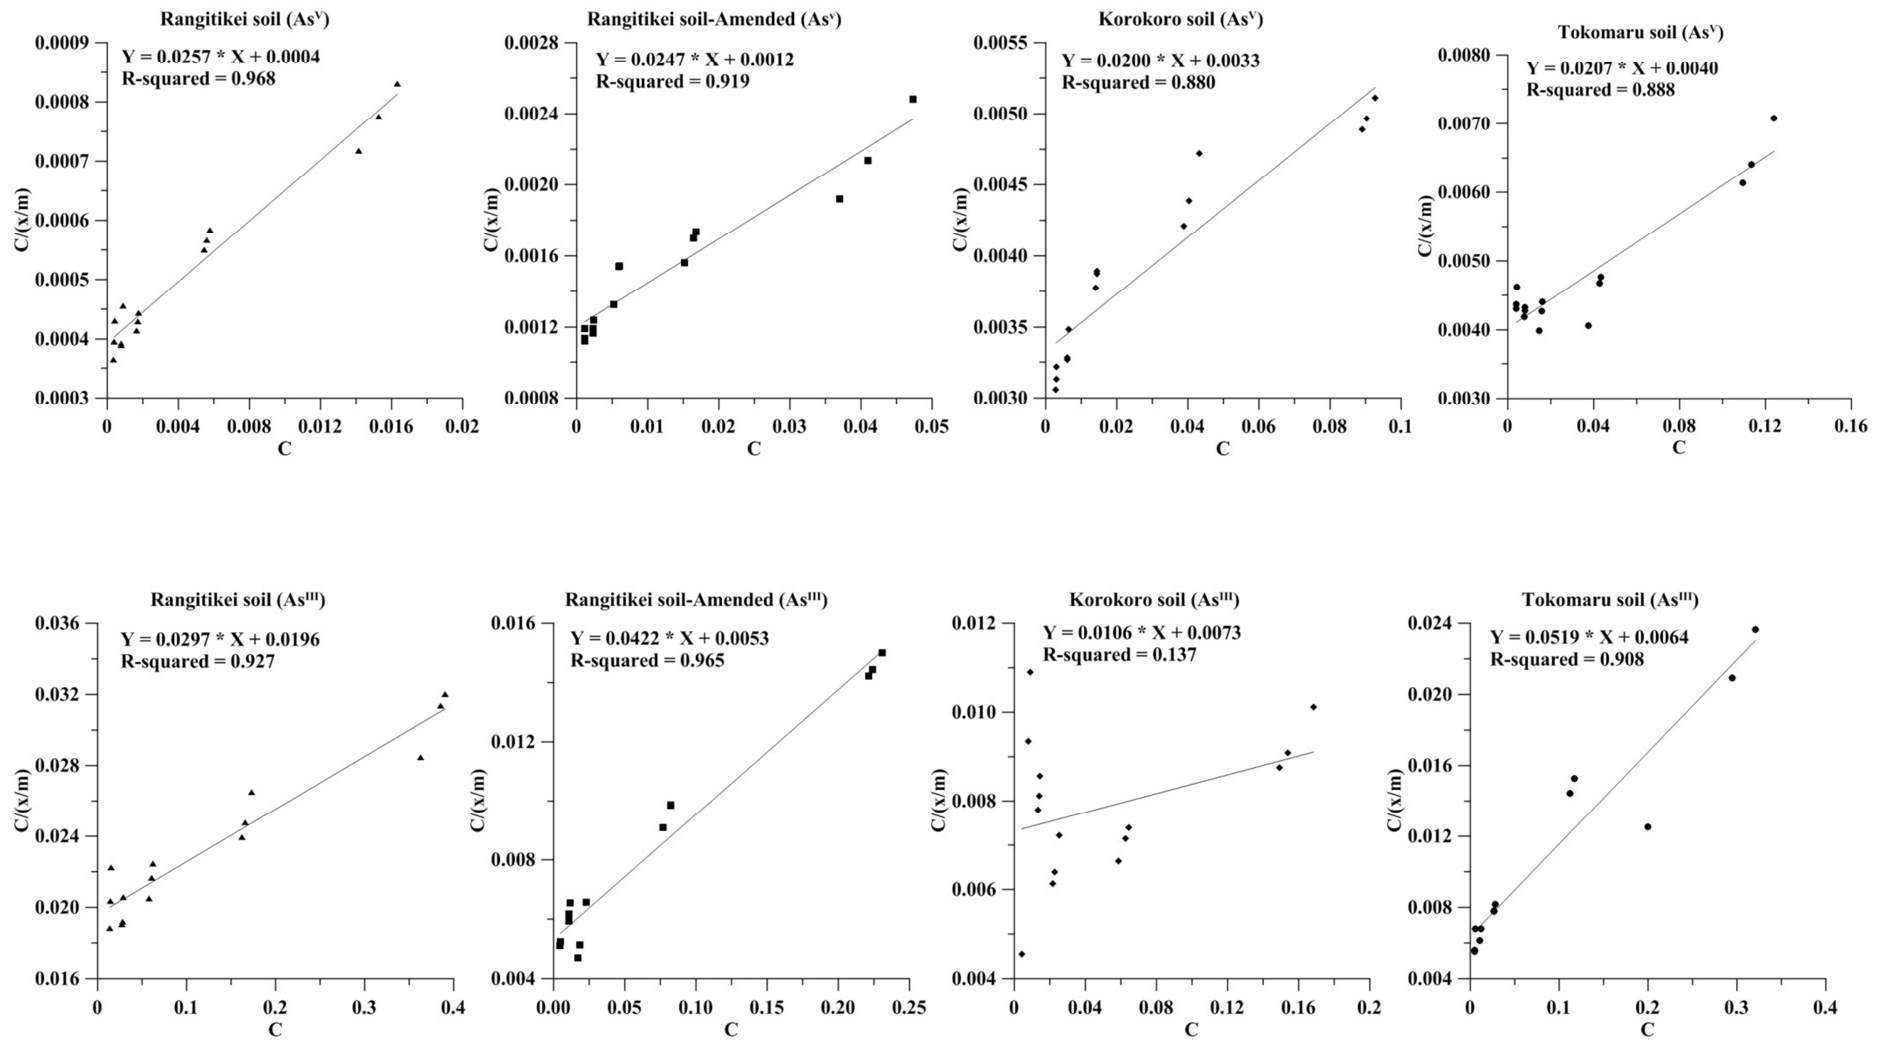 Rangitikei soil (Asⱽ)
Y = 0.0257 * X + 0.0004
R-squared = 0.968
C/(x/m)
0.0009
0.0008
0.0007
0.0006
0.0005
0.0004
0.0003
0 0.004 0.008 0.012 0.016 0.02
C
Rangitikei soil-Amended (Asᵛ)
Y = 0.0247 * X + 0.0012
R-squared = 0.919
C/(x/m)
0.0028
0.0024
0.0020
0.0016
0.0012
0.0008
0 0.01 0.02 0.03 0.04 0.05
C
Korokoro soil (Asⱽ)
Y = 0.0200 * X + 0.0033
R-squared = 0.880
C/(x/m)
0.0055
0.0050
0.0045
0.0040
0.0035
0.0030
0 0.02 0.04 0.06 0.08 0.1
C
Tokomaru soil (Asⱽ)
Y = 0.0207 * X + 0.0040
R-squared = 0.888
C/(x/m)
0.0080
0.0070
0.0060
0.0050
0.0040
0.0030
0 0.04 0.08 0.12 0.16
C
Rangitikei soil (Asᴵᴵᴵ)
Y = 0.0297 * X + 0.0196
R-squared = 0.927
C/(x/m)
0.036
0.032
0.028
0.024
0.020
0.016
0 0.1 0.2 0.3 0.4
C
Rangitikei soil-Amended (Asᴵᴵᴵ)
Y = 0.0422 * X + 0.0053
R-squared = 0.965
C/(x/m)
0.016
0.012
0.008
0.004
0.00 0.05 0.10 0.15 0.20 0.25
C
Korokoro soil (Asᴵᴵᴵ)
Y = 0.0106 * X + 0.0073
R-squared = 0.137
C/(x/m)
0.012
0.010
0.008
0.006
0.004
0 0.04 0.08 0.12 0.16 0.2
C
Tokomaru soil (Asᴵᴵᴵ)
Y = 0.0519 * X + 0.0064
R-squared = 0.908
C/(x/m)
0.024
0.020
0.016
0.012
0.008
0.004
0 0.1 0.2 0.3 0.4
C